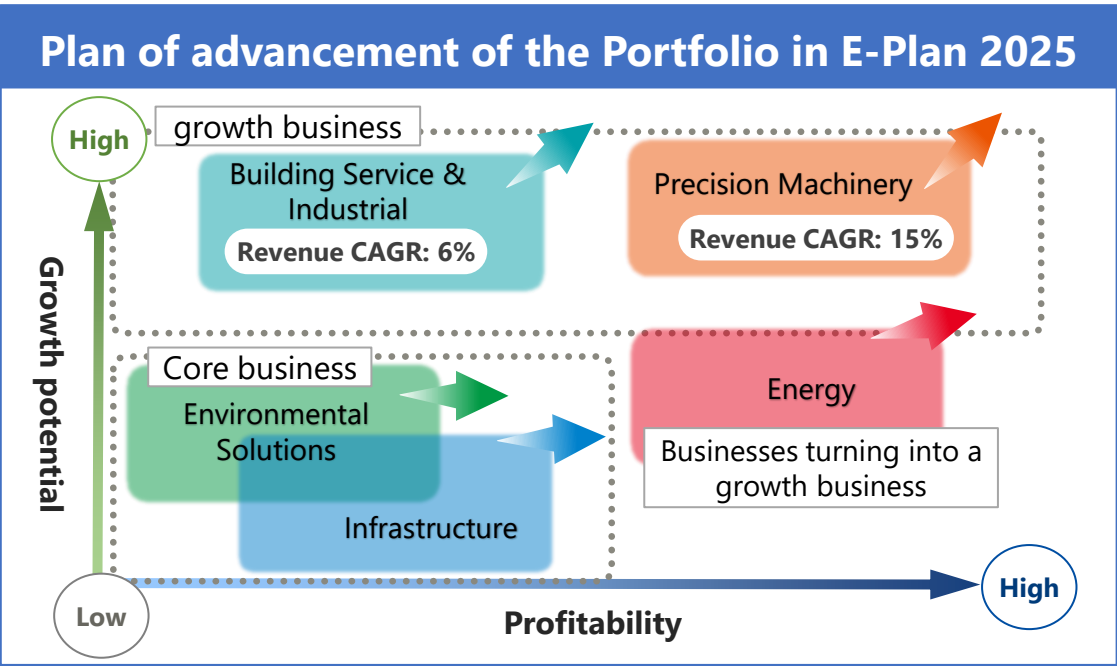 Plan of advancement of the Portfolio in E-Plan 2025
High
growth business
Building Service &
Industrial
Revenue CAGR: 6%
Precision Machinery
Revenue CAGR: 15%
Growth potential
Core business
Environmental
Solutions
Infrastructure
Energy
Businesses turning into a
growth business
Low
Profitability
High